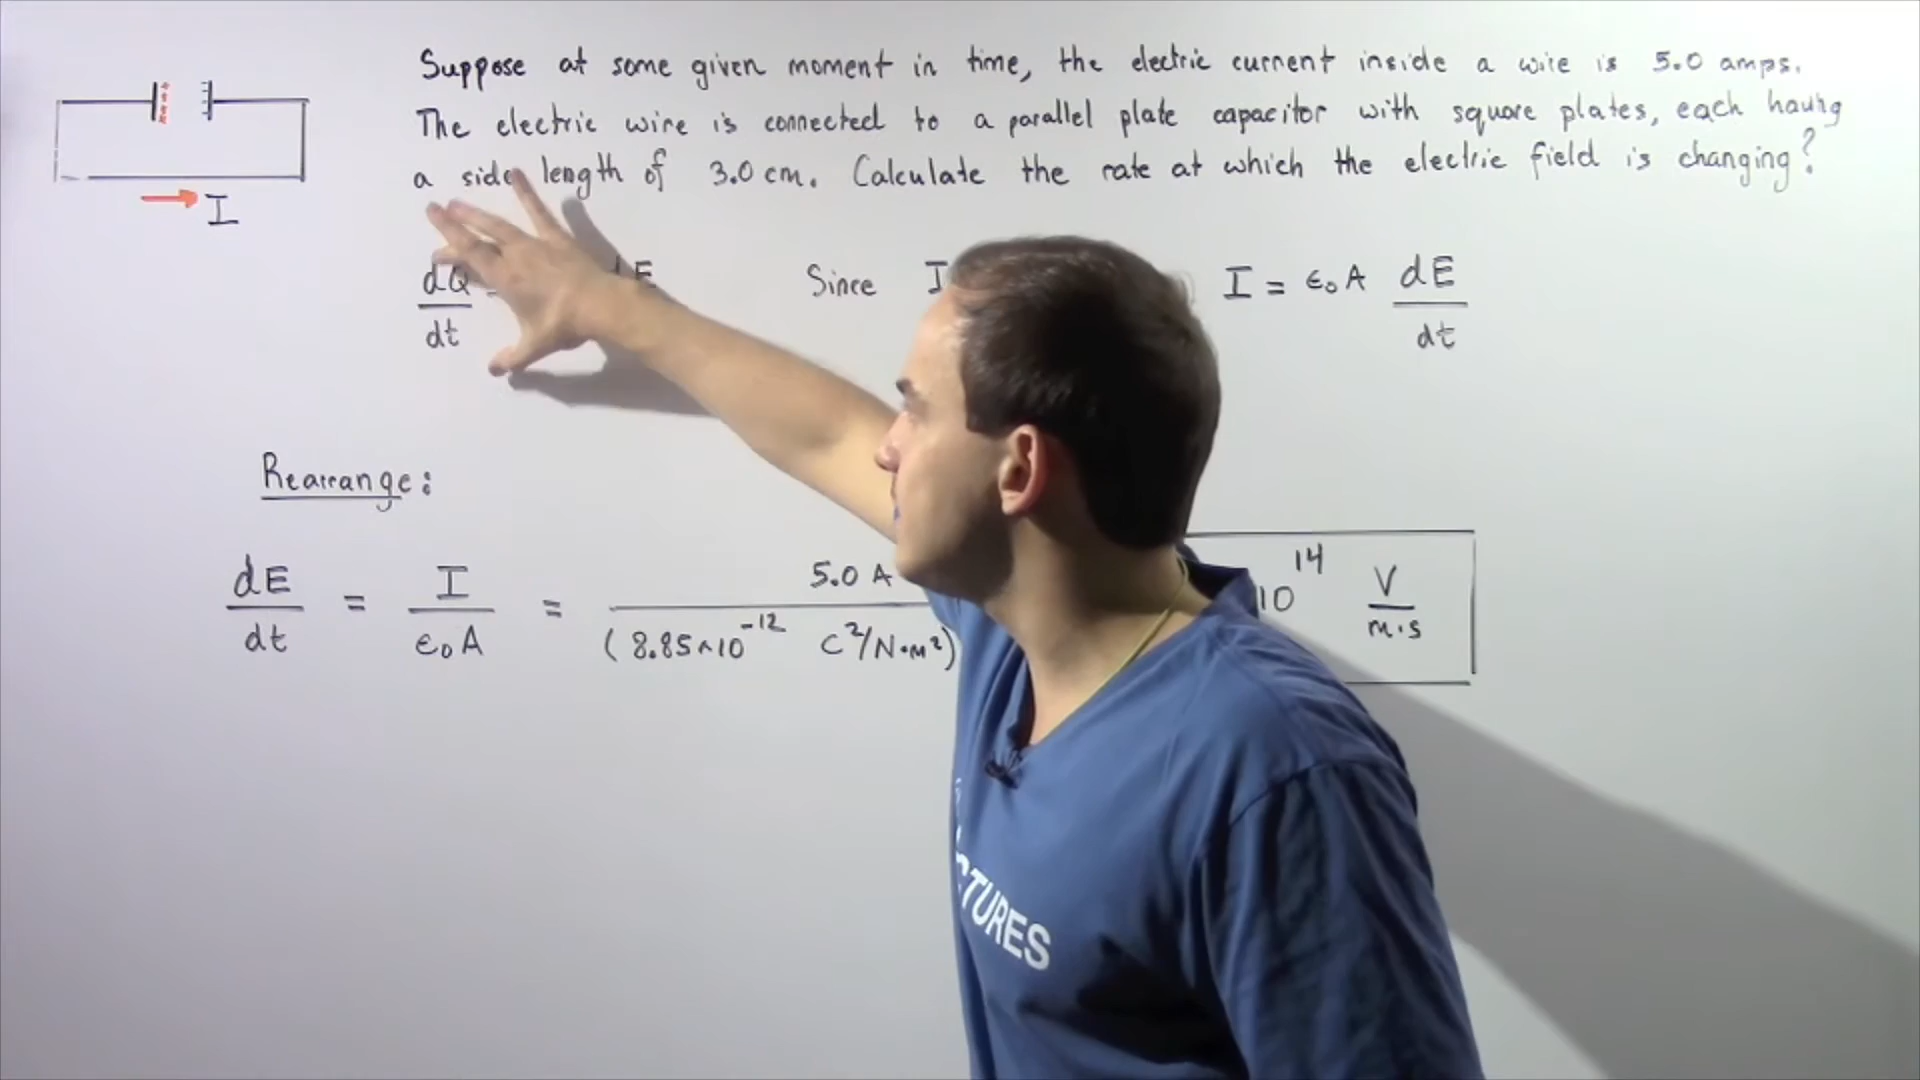 Suppose at some given moment in time, the electric current inside a wire is 5.0 amps.
The electric wire is connected to a parallel plate capacitor with square plates, each having
a side length of 3.0 cm. Calculate the rate at which the electric field is changing?
I
dQ/dt = dE
Since I
I = ϵ₀A dE/dt
Rearrange:
dE/dt = I/ϵ₀A = 5.0 A / (8.85×10⁻¹² C²/N·m²)
10¹⁴ V/m·s
CTURES